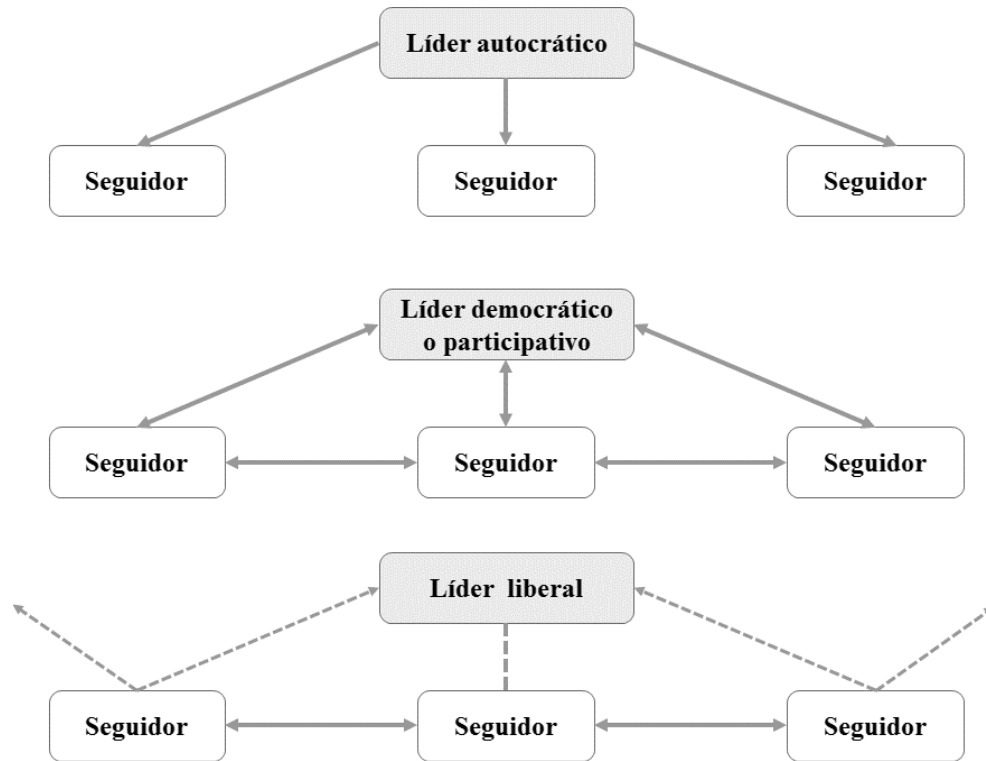 Líder autocrático
Seguidor
Seguidor
Seguidor
Líder democrático
o participativo
Seguidor
Seguidor
Seguidor
Líder liberal
Seguidor
Seguidor
Seguidor